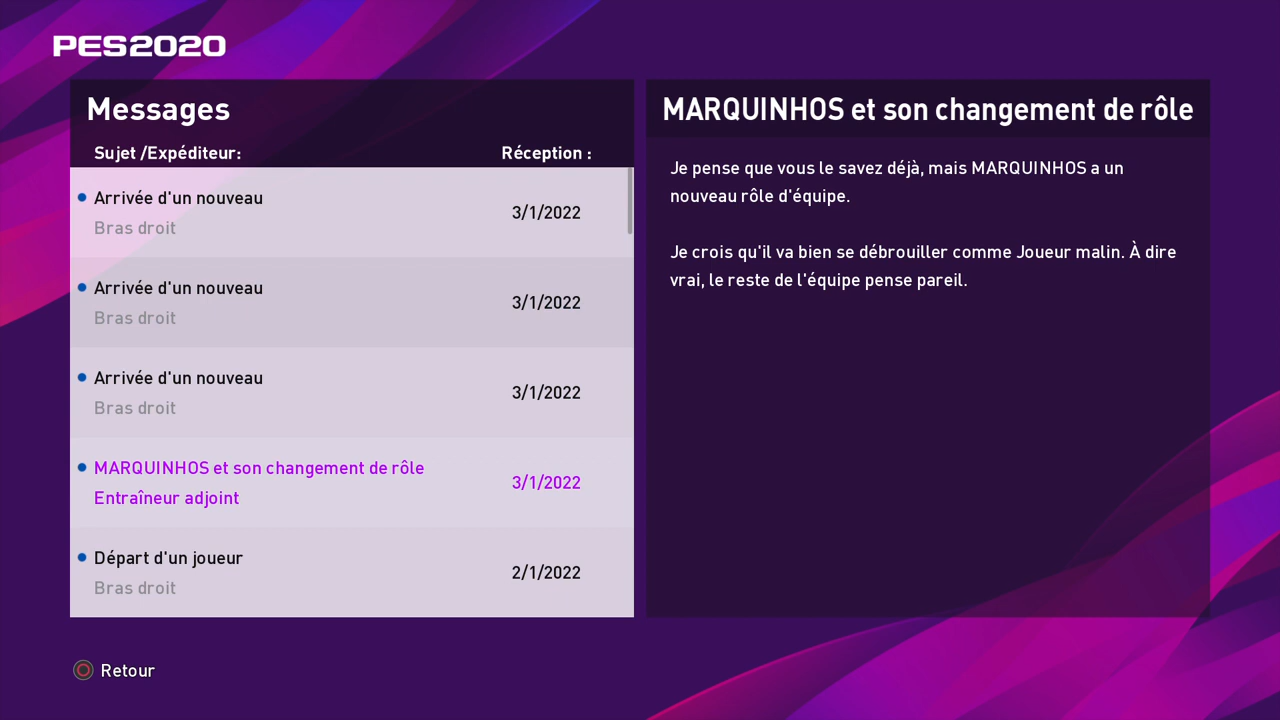 PES2020
Messages
Sujet /Expéditeur: Réception :
Arrivée d'un nouveau
Bras droit
3/1/2022
Arrivée d'un nouveau
Bras droit
3/1/2022
Arrivée d'un nouveau
Bras droit
3/1/2022
MARQUINHOS et son changement de rôle
Entraîneur adjoint
3/1/2022
Départ d'un joueur
Bras droit
2/1/2022
MARQUINHOS et son changement de rôle
Je pense que vous le savez déjà, mais MARQUINHOS a un
nouveau rôle d'équipe.
Je crois qu'il va bien se débrouiller comme Joueur malin. À dire
vrai, le reste de l'équipe pense pareil.
Retour